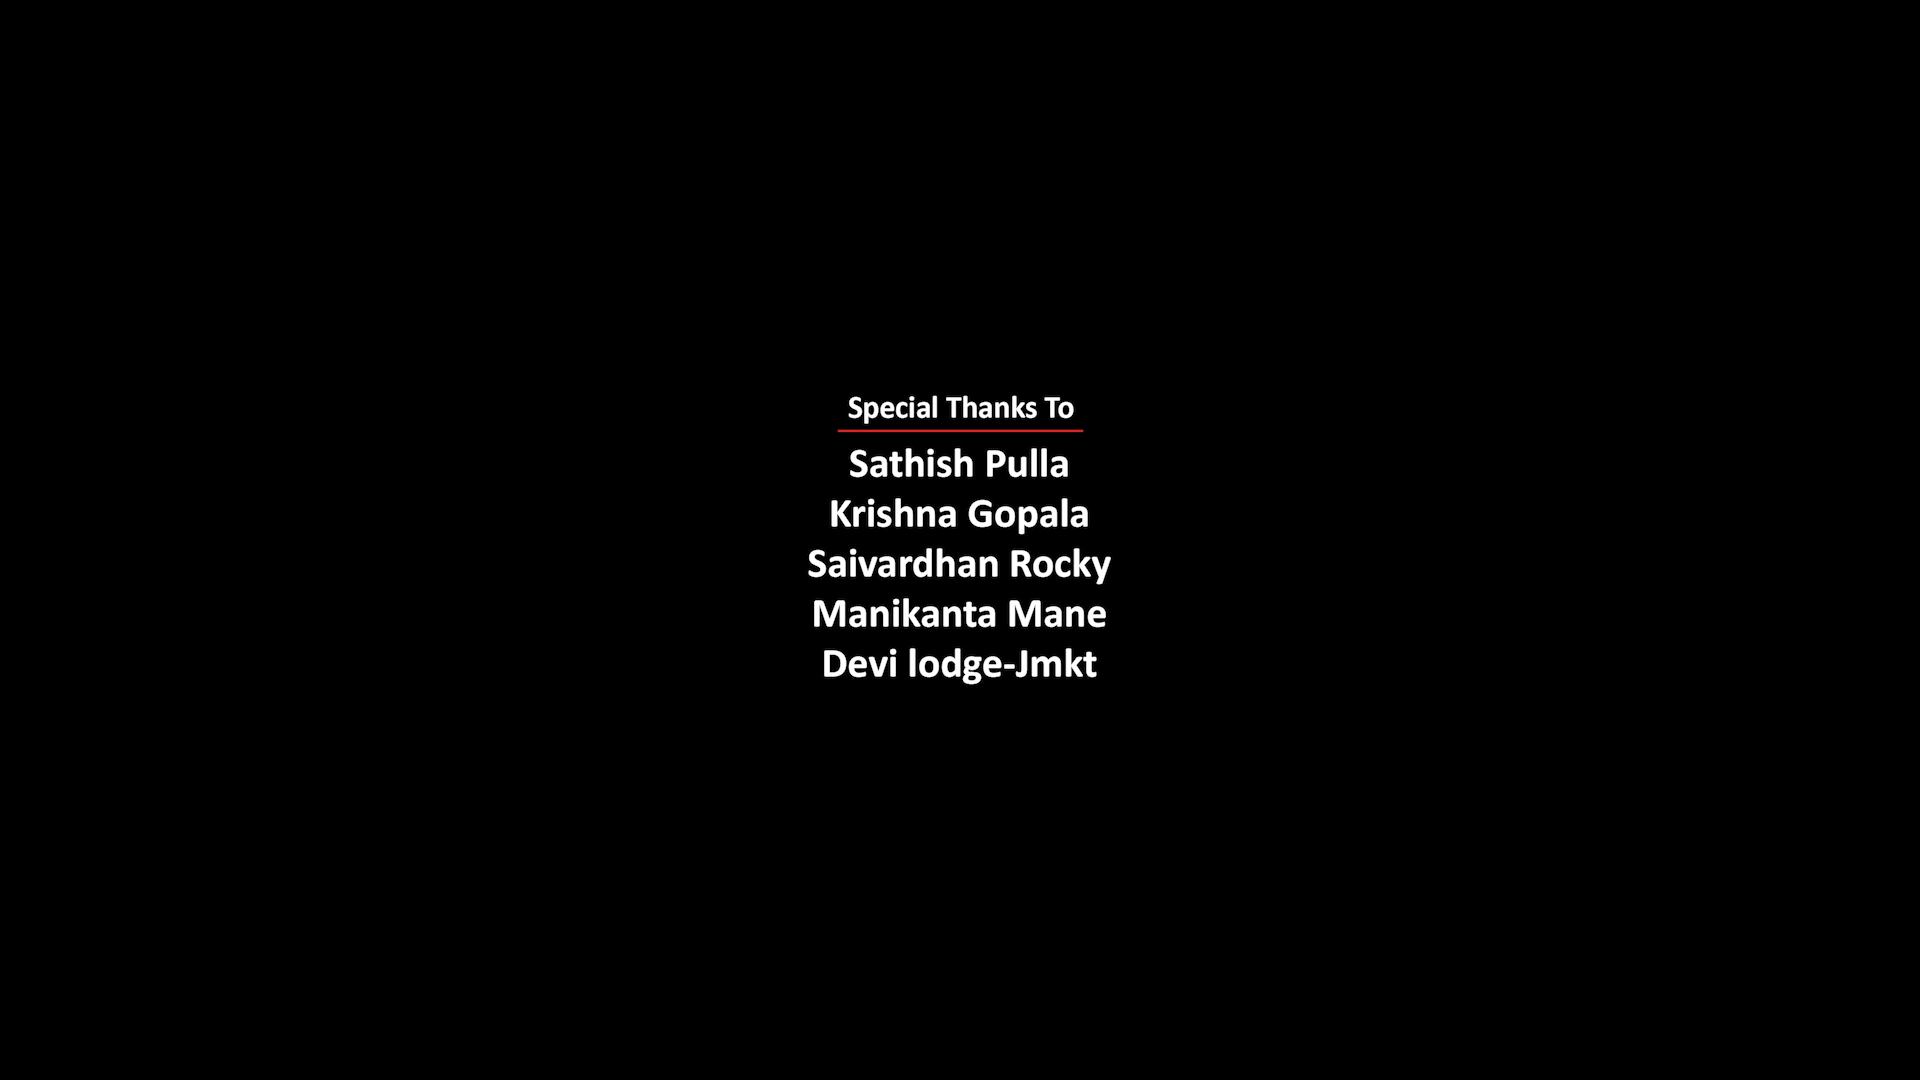 Special Thanks To
Sathish Pulla
Krishna Gopala
Saivardhan Rocky
Manikanta Mane
Devi lodge-Jmkt